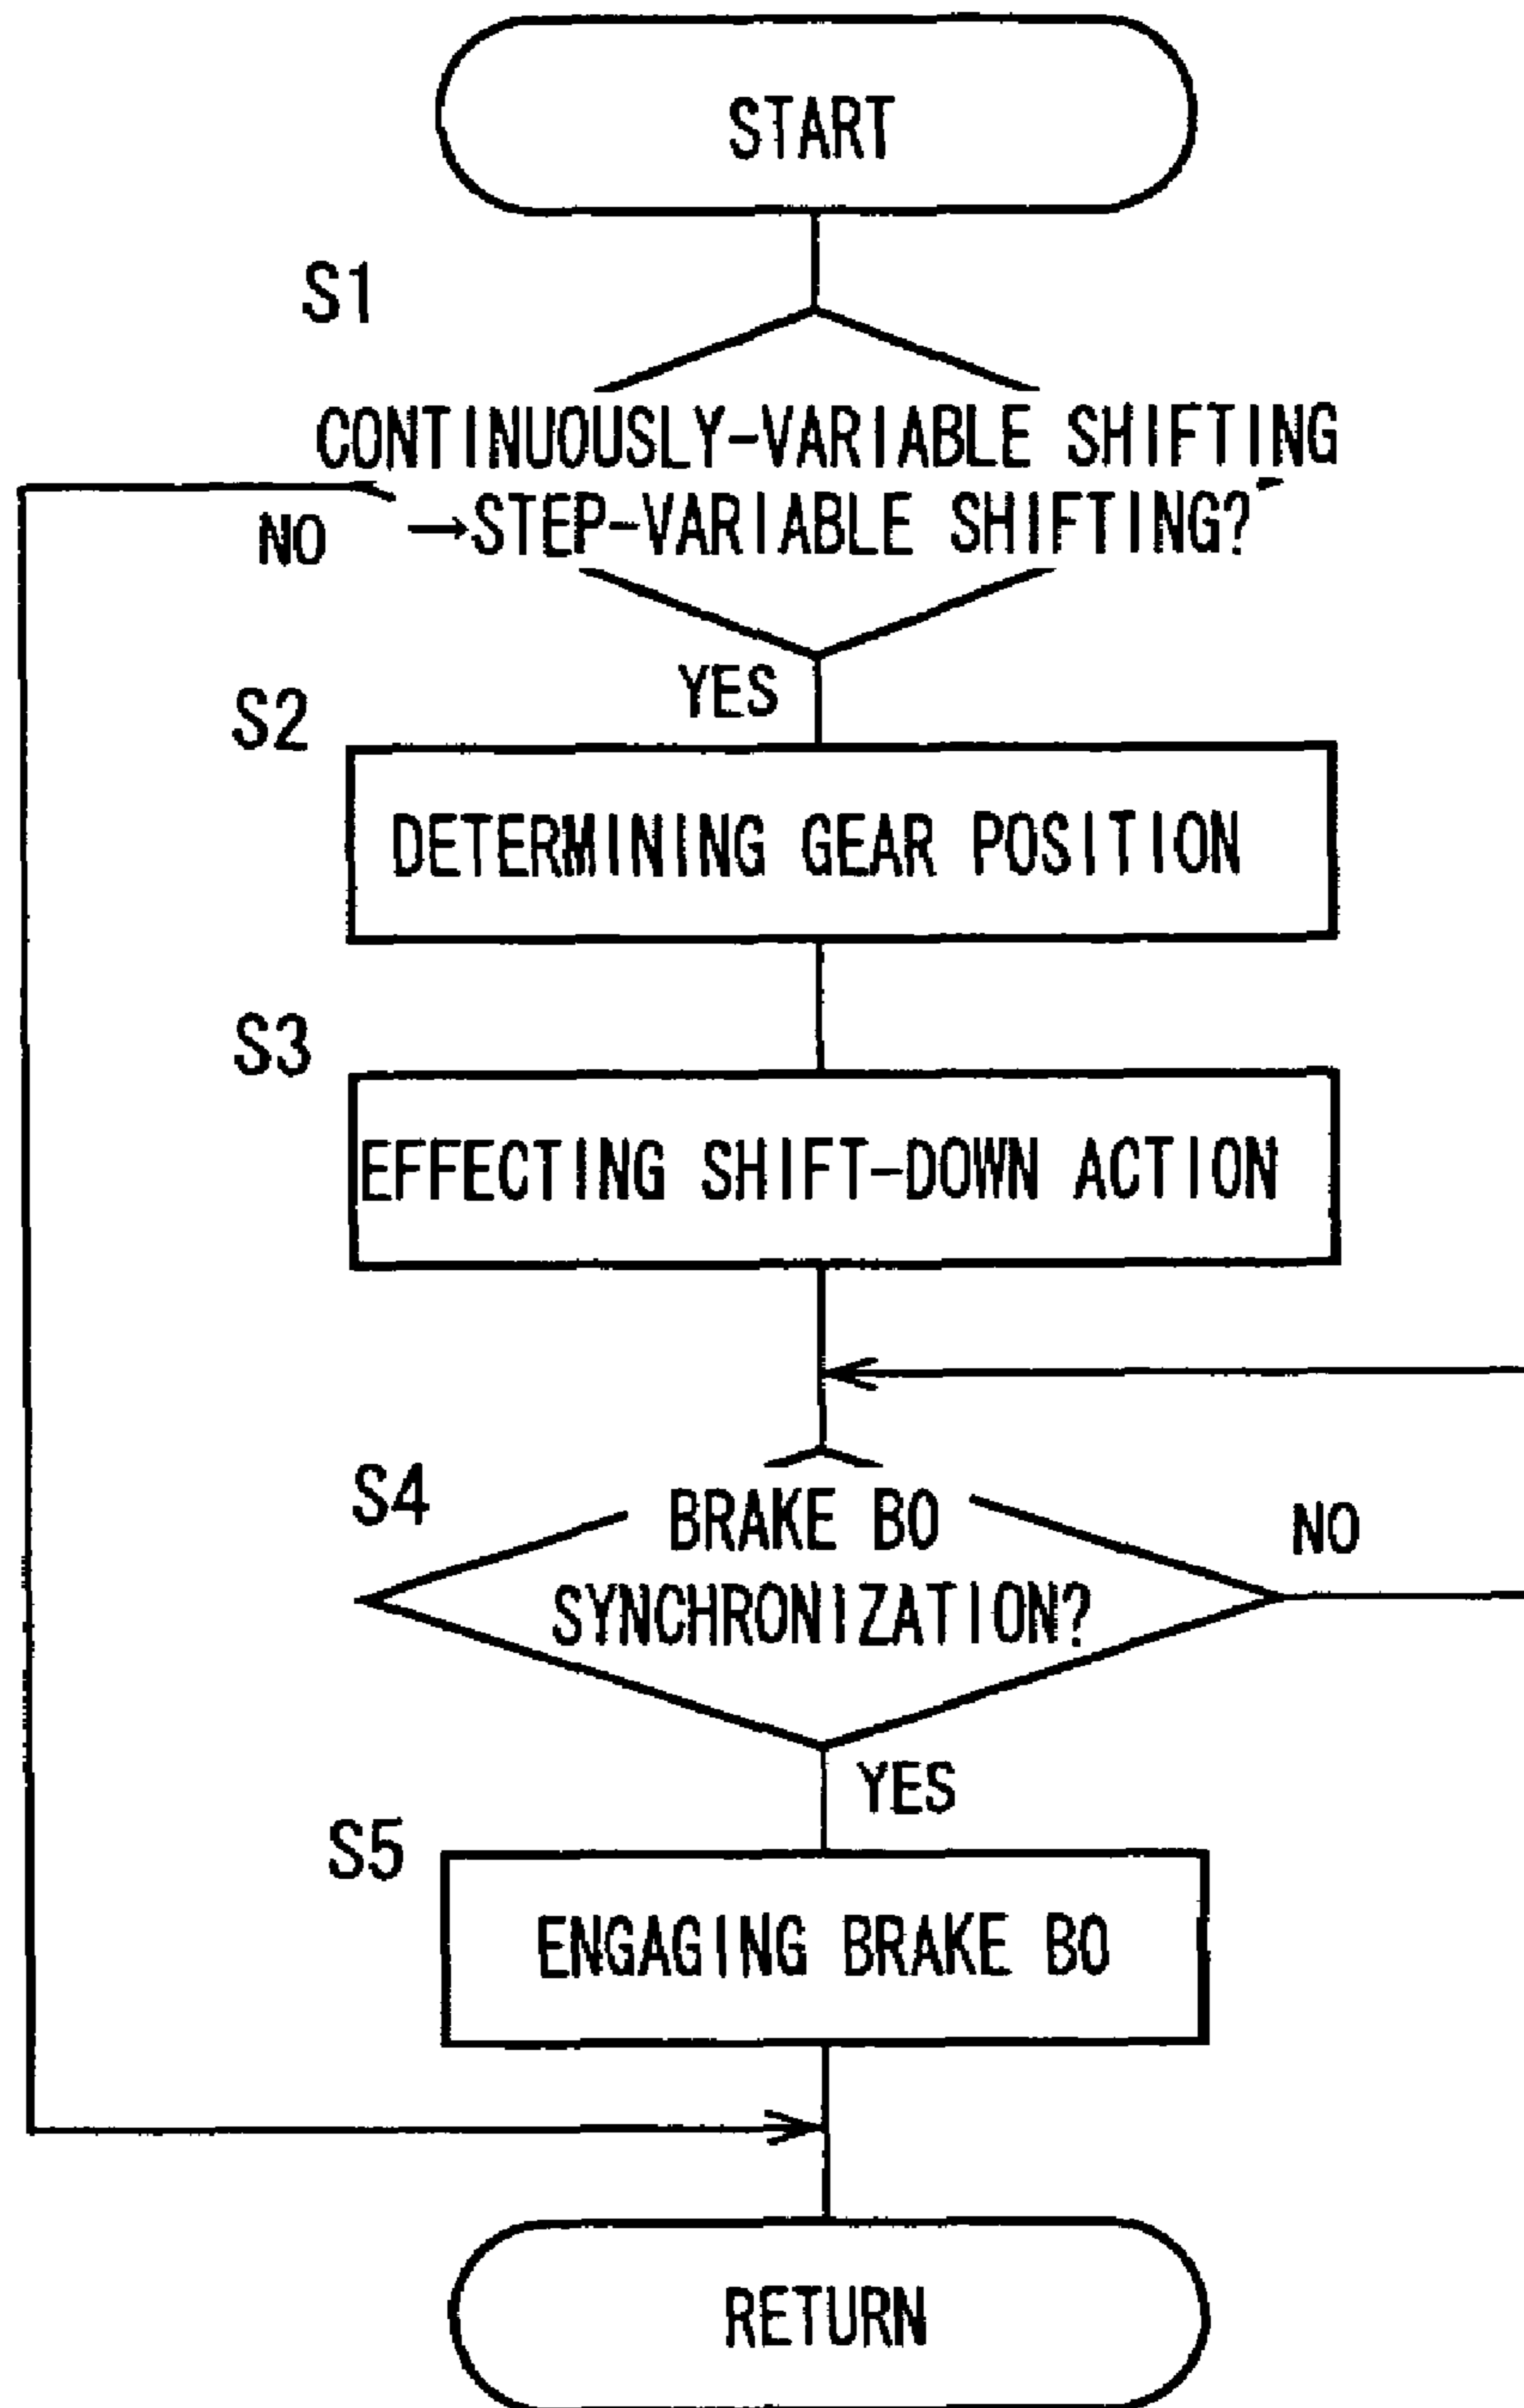 START
S1
CONTINUOUSLY-VARIABLE SHIFTING
→STEP-VARIABLE SHIFTING?
NO
YES
S2
DETERMINING GEAR POSITION
S3
EFFECTING SHIFT-DOWN ACTION
S4
BRAKE B0
SYNCHRONIZATION?
NO
YES
S5
ENGAGING BRAKE B0
RETURN